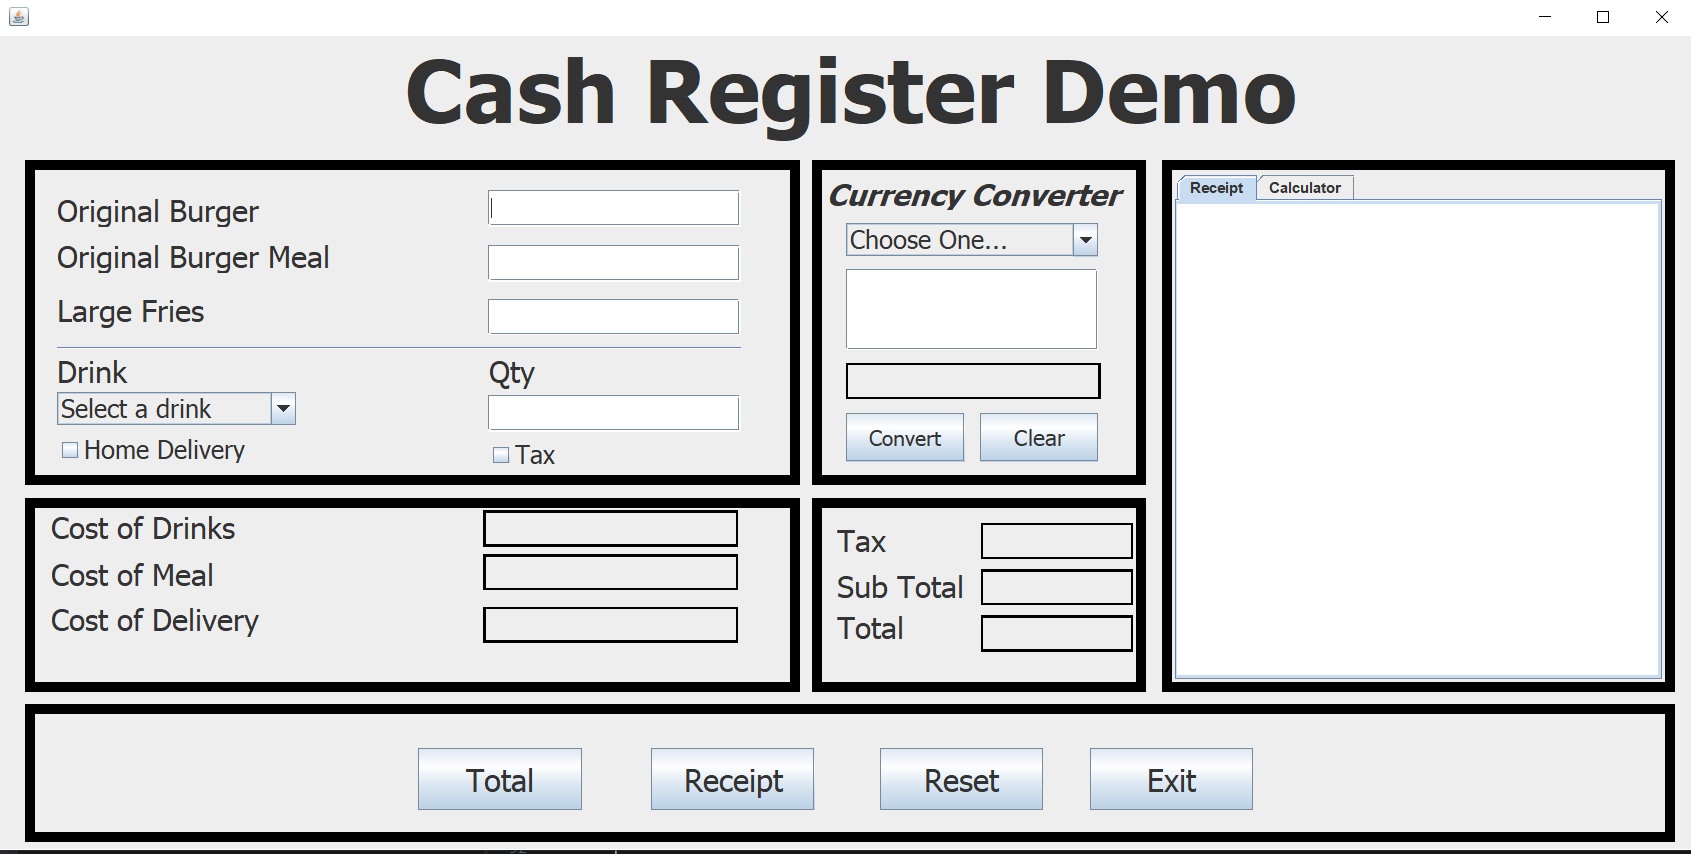 Cash Register Demo
Original Burger
Original Burger Meal
Large Fries
Drink
Qty
Select a drink
Home Delivery
Tax
Currency Converter
Choose One...
Convert
Clear
Receipt
Calculator
Cost of Drinks
Cost of Meal
Cost of Delivery
Tax
Sub Total
Total
Total
Receipt
Reset
Exit